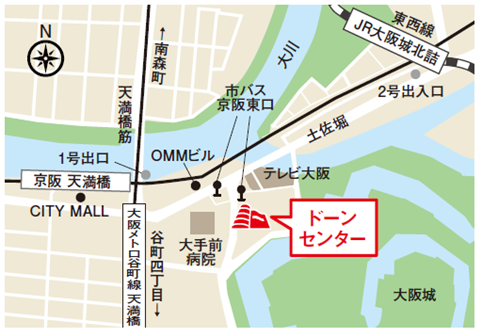 N
↑南森町
天満橋筋
大川
東西線
JR大阪城北詰
2号出入口
市バス
京阪東口
土佐堀
1号出口
OMMビル
テレビ大阪
京阪 天満橋
CITY MALL
大阪メトロ谷町線 天満橋
谷町四丁目↓
大手前
病院
ドーン
センター
大阪城